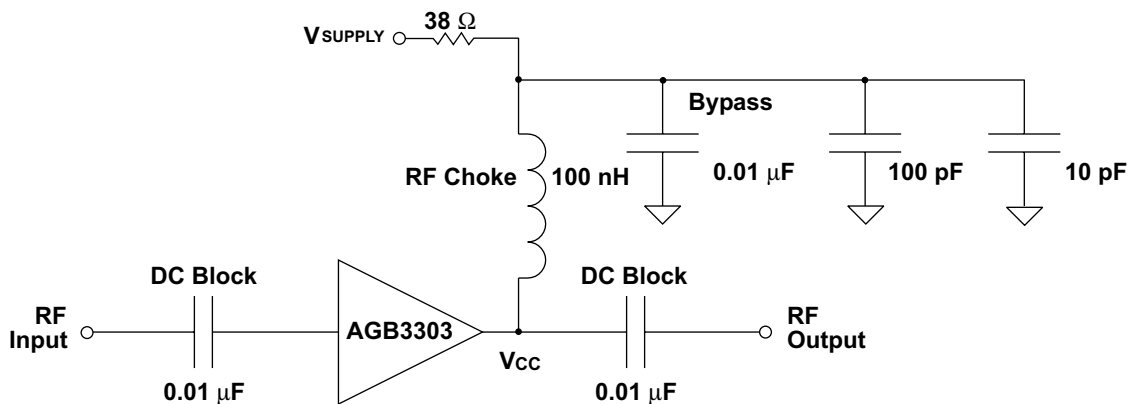 38 Ω
VSUPPLY
Bypass
RF Choke
100 nH
0.01 μF
100 pF
10 pF
DC Block
DC Block
RF
Input
AGB3303
RF
Output
VCC
0.01 μF
0.01 μF